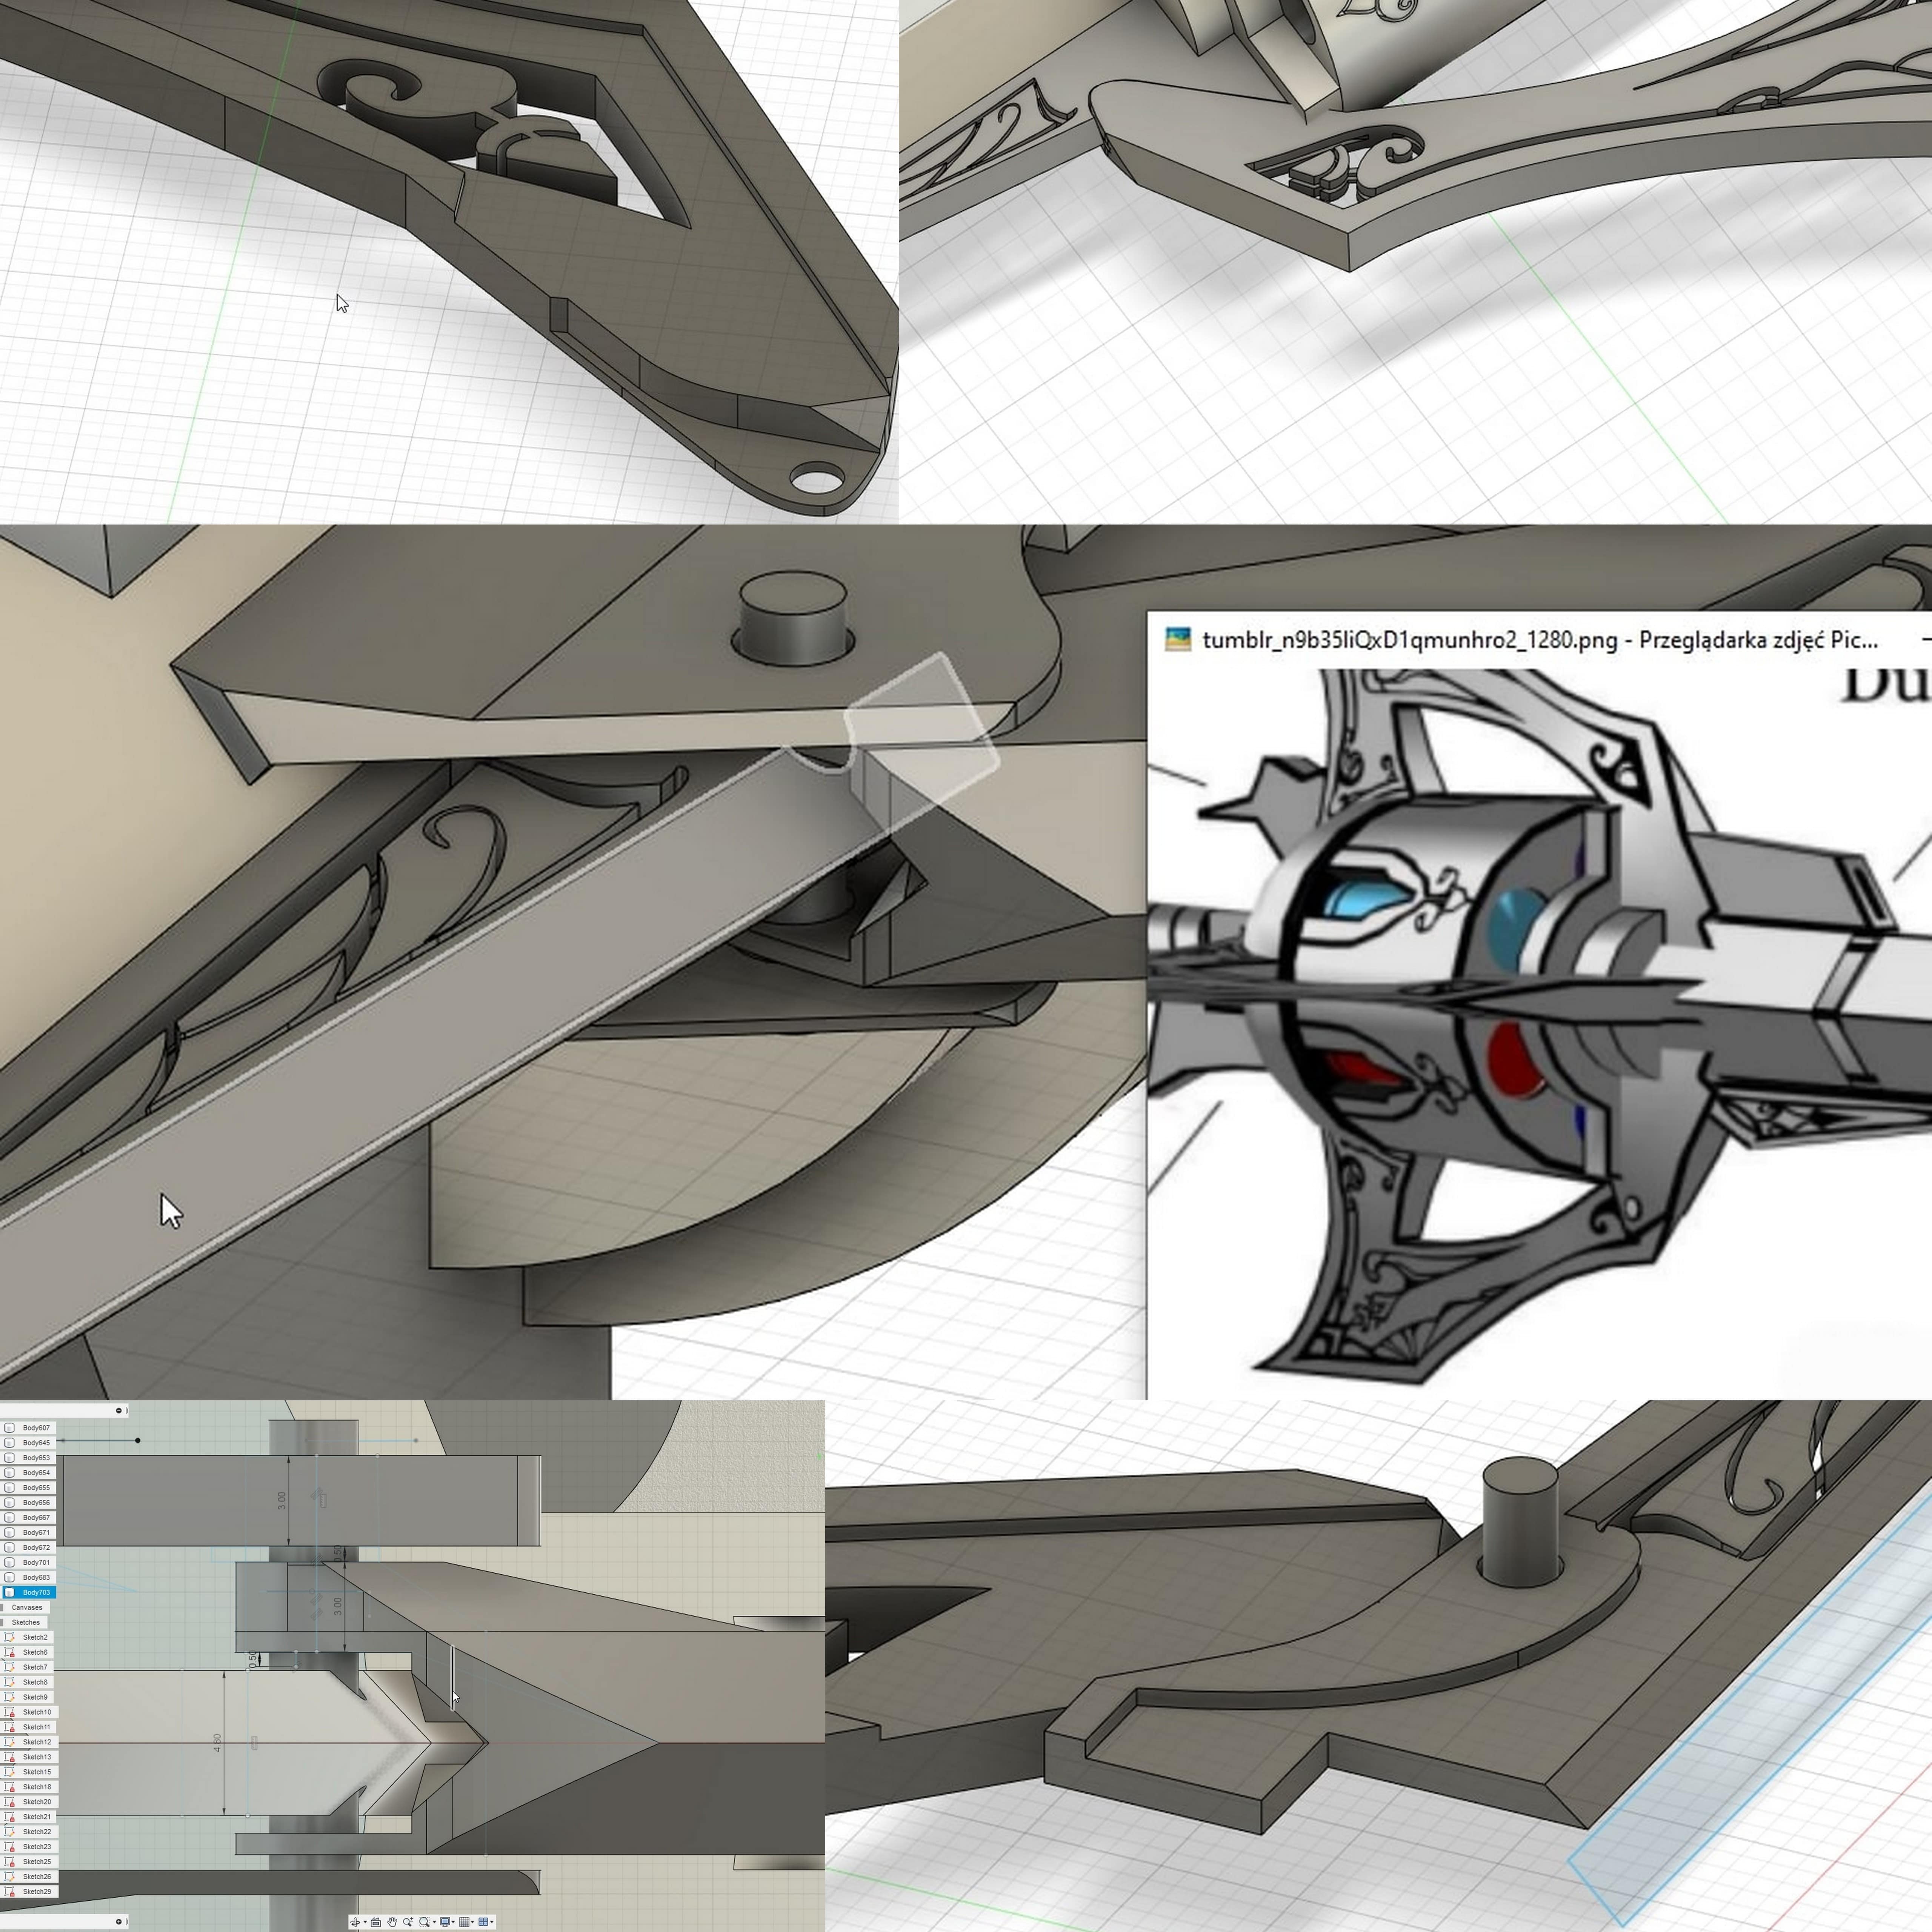 tumblr_n9b35liQxD1qmunhro2_1280.png - Przeglądarka zdjęć Pic...
Du
Body607
Body645
Body653
Body654
Body655
Body656
Body667
Body671
Body672
Body701
Body683
Body703
Canvases
Sketches
Sketch2
Sketch6
Sketch7
Sketch8
Sketch9
Sketch10
Sketch11
Sketch12
Sketch13
Sketch15
Sketch18
Sketch20
Sketch21
Sketch22
Sketch23
Sketch25
Sketch26
Sketch29
3.00
3.00
0.50
4.80